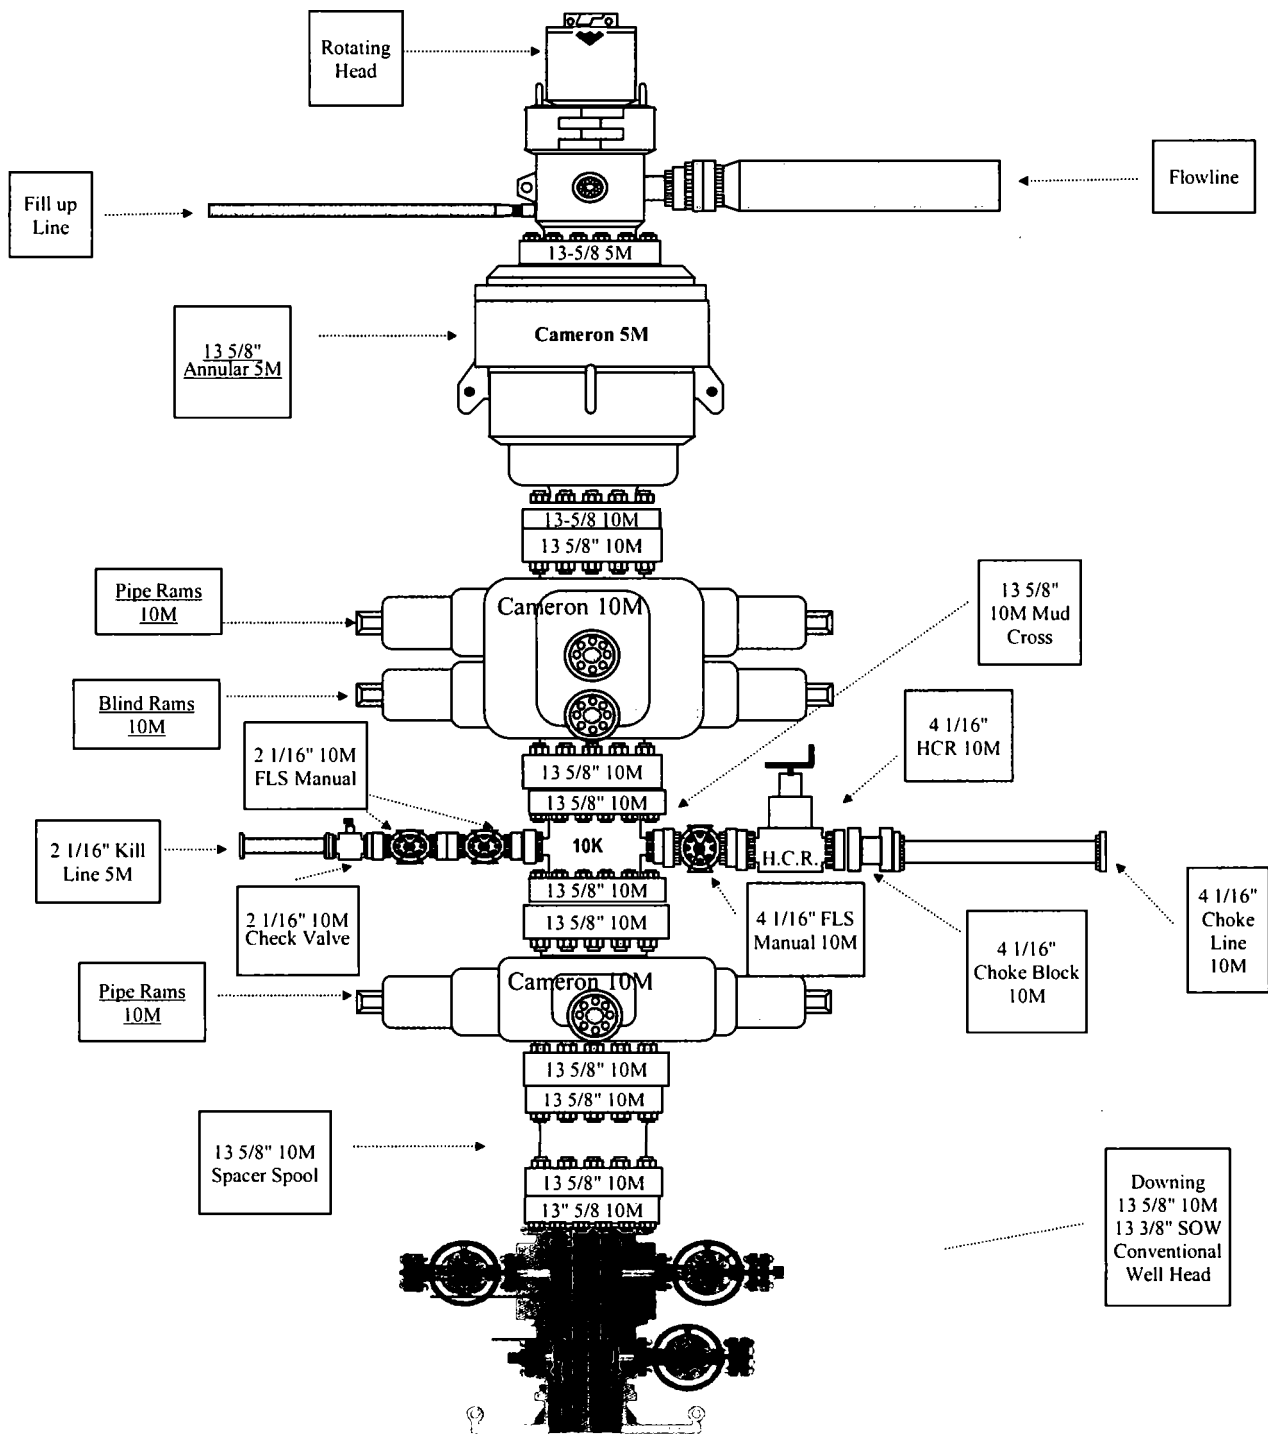 Rotating
Head
Flowline
Fill up
Line
13-5/8 5M
Cameron 5M
13 5/8"
Annular 5M
13-5/8 10M
13 5/8" 10M
Pipe Rams
10M
Cameron 10M
13 5/8"
10M Mud
Cross
Blind Rams
10M
4 1/16"
HCR 10M
2 1/16" 10M
FLS Manual
13 5/8" 10M
13 5/8" 10M
2 1/16" Kill
Line 5M
10K
H.C.R.
13 5/8" 10M
13 5/8" 10M
2 1/16" 10M
Check Valve
4 1/16" FLS
Manual 10M
4 1/16"
Choke Block
10M
4 1/16"
Choke
Line
10M
Pipe Rams
10M
Cameron 10M
13 5/8" 10M
13 5/8" 10M
13 5/8" 10M
Spacer Spool
13 5/8" 10M
13" 5/8 10M
Downing
13 5/8" 10M
13 3/8" SOW
Conventional
Well Head